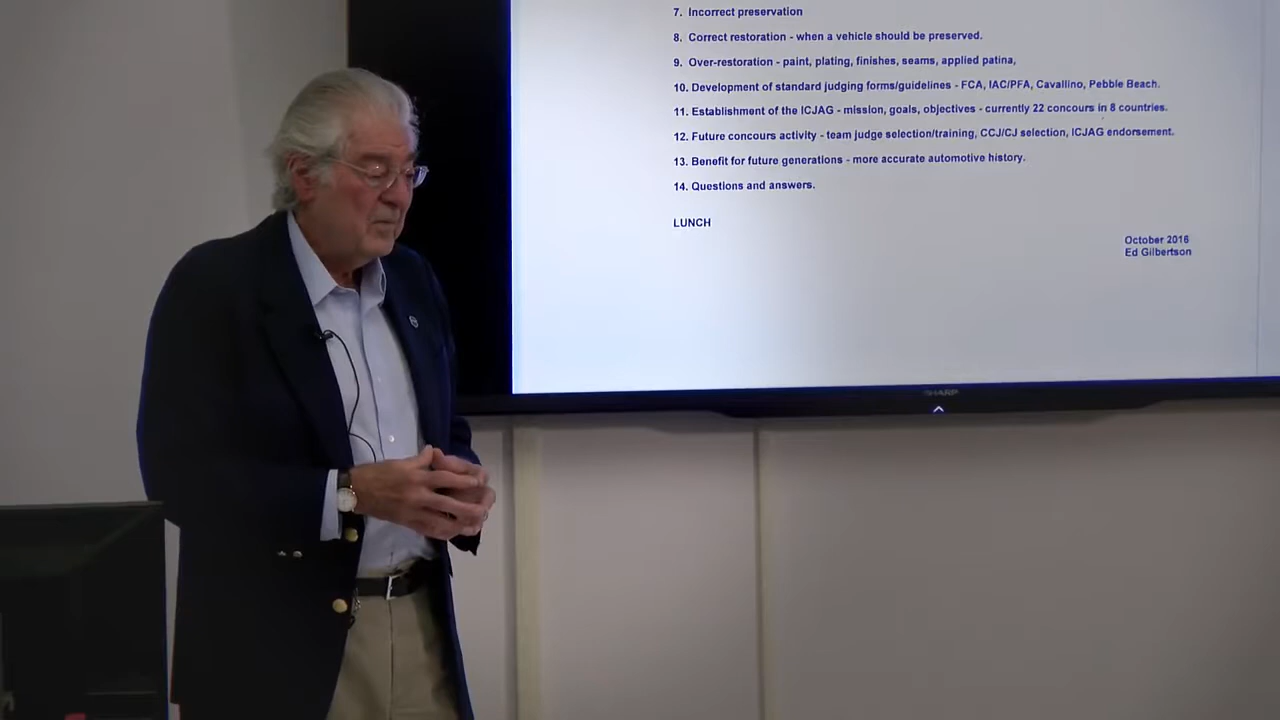 7. Incorrect preservation
8. Correct restoration - when a vehicle should be preserved.
9. Over-restoration - paint, plating, finishes, seams, applied patina,
10. Development of standard judging forms/guidelines - FCA, IAC/PFA, Cavallino, Pebble Beach.
11. Establishment of the ICJAG - mission, goals, objectives - currently 22 concours in 8 countries.
12. Future concours activity - team judge selection/training, CCJ/CJ selection, ICJAG endorsement.
13. Benefit for future generations - more accurate automotive history.
14. Questions and answers.
LUNCH
October 2016
Ed Gilbertson
SHARP